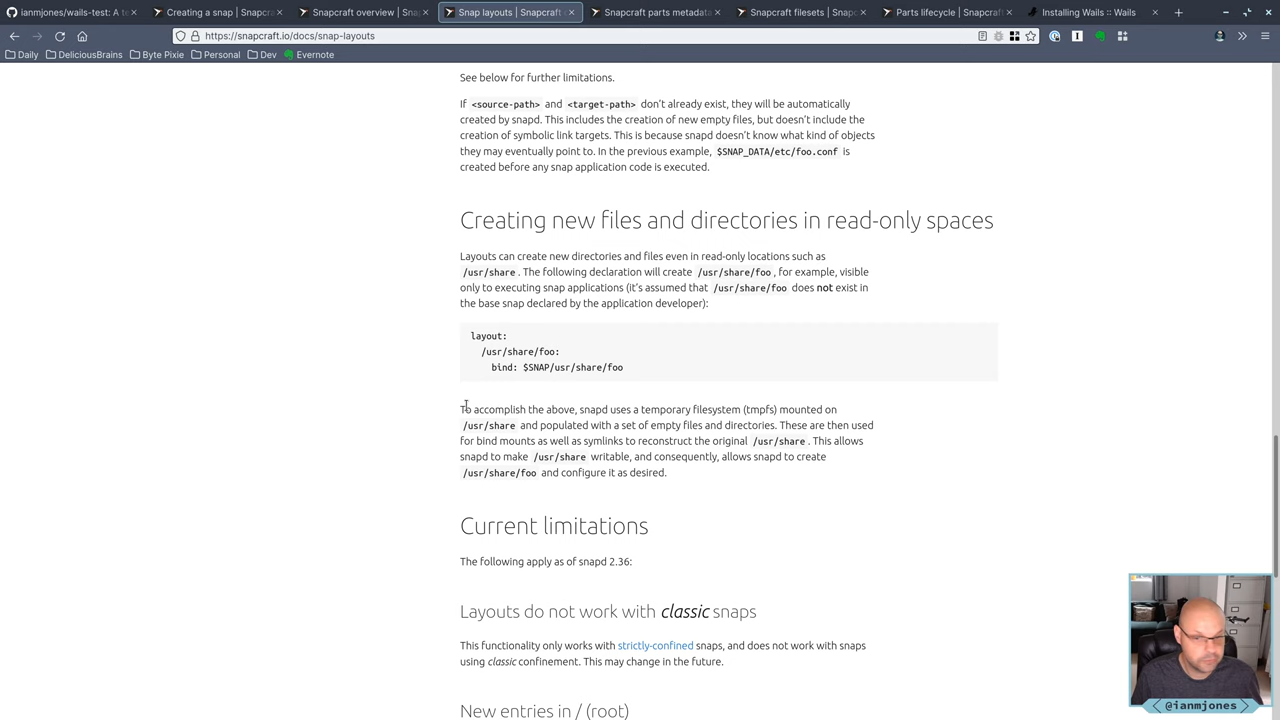 ianmjones/wails-test: A te
Creating a snap | Snapcraft
Snapcraft overview | Snap
Snap layouts | Snapcraft
Snapcraft parts metadata
Snapcraft filesets | Snapc
Parts lifecycle | Snapcraft
Installing Wails :: Wails
https://snapcraft.io/docs/snap-layouts
Daily
DeliciousBrains
Byte Pixie
Personal
Dev
Evernote
See below for further limitations.
If <source-path> and <target-path> don't already exist, they will be automatically
created by snapd. This includes the creation of new empty files, but doesn't include the
creation of symbolic link targets. This is because snapd doesn't know what kind of objects
they may eventually point to. In the previous example, $SNAP_DATA/etc/foo.conf is
created before any snap application code is executed.
Creating new files and directories in read-only spaces
Layouts can create new directories and files even in read-only locations such as
/usr/share . The following declaration will create /usr/share/foo , for example, visible
only to executing snap applications (it's assumed that /usr/share/foo does not exist in
the base snap declared by the application developer):
layout:
/usr/share/foo:
bind: $SNAP/usr/share/foo
To accomplish the above, snapd uses a temporary filesystem (tmpfs) mounted on
/usr/share and populated with a set of empty files and directories. These are then used
for bind mounts as well as symlinks to reconstruct the original /usr/share . This allows
snapd to make /usr/share writable, and consequently, allows snapd to create
/usr/share/foo and configure it as desired.
Current limitations
The following apply as of snapd 2.36:
Layouts do not work with classic snaps
This functionality only works with strictly-confined snaps, and does not work with snaps
using classic confinement. This may change in the future.
New entries in / (root)
@ianmjones